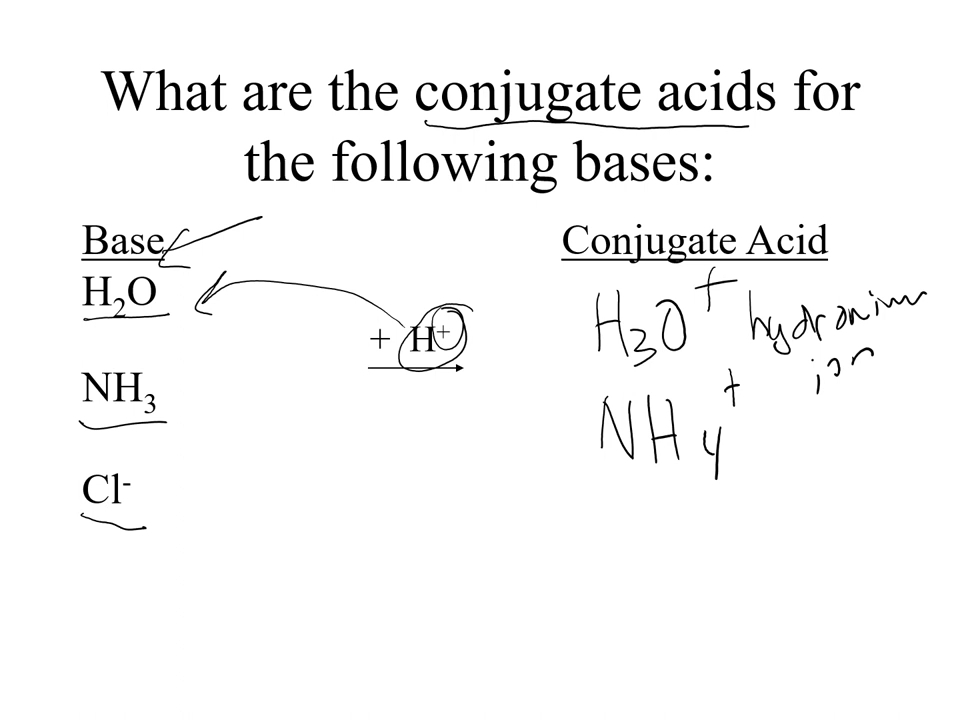 What are the conjugate acids for
the following bases:
Base
Conjugate Acid
H₂O
H₃O⁺ hydronium
ion
+ H⁺
NH₃
NH₄⁺
Cl⁻